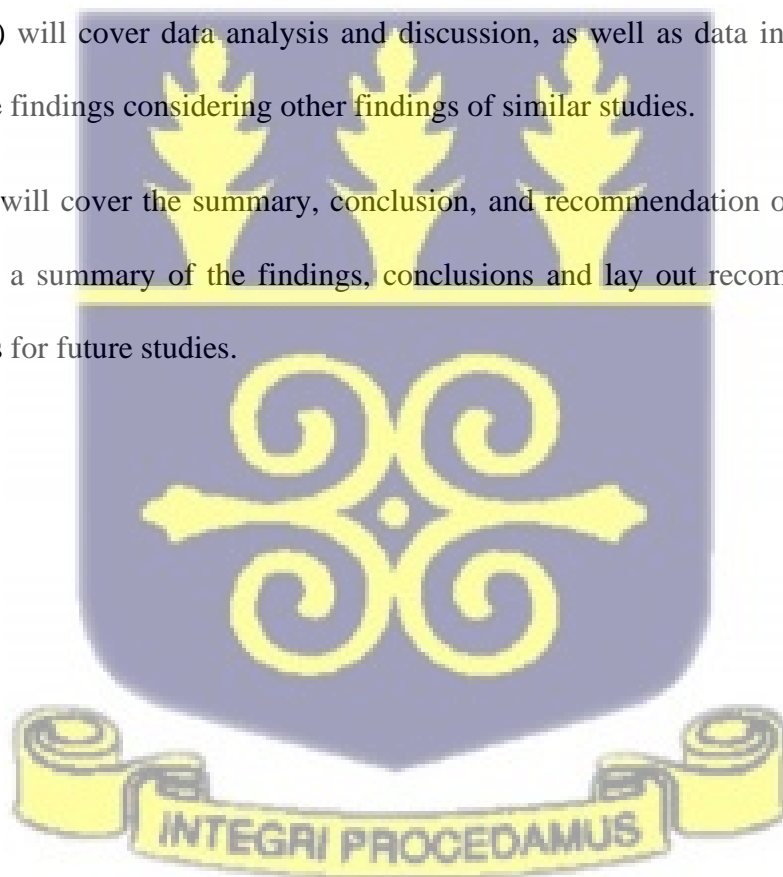 ) will cover data analysis and discussion, as well as data in
findings considering other findings of similar studies.
will cover the summary, conclusion, and recommendation o
a summary of the findings, conclusions and lay out recom
for future studies.
INTEGRI PROCEDAMUS